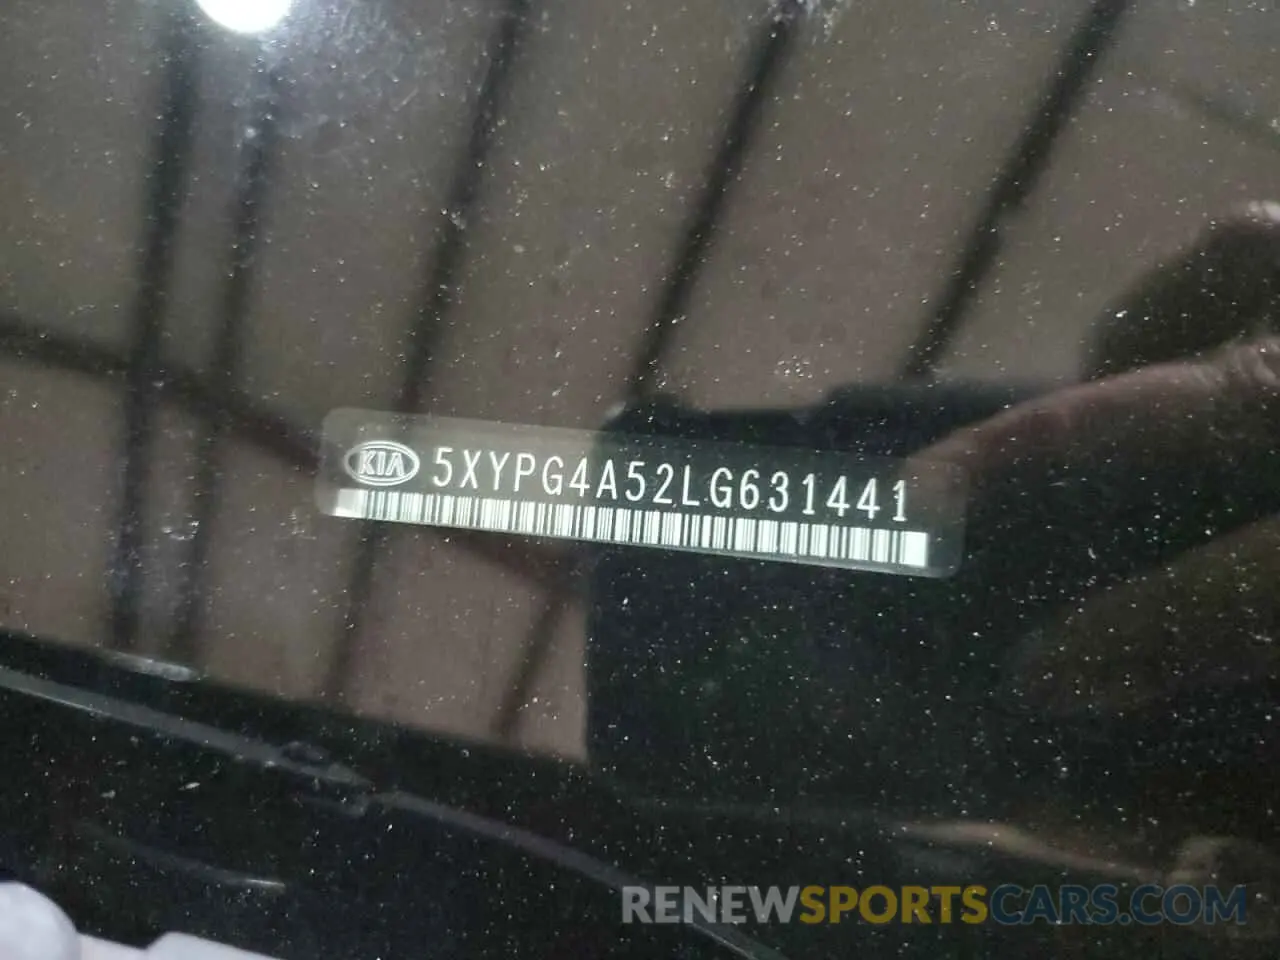 KIA 5XYPG4A52LG631441
RENEWSPORTSCARS.COM